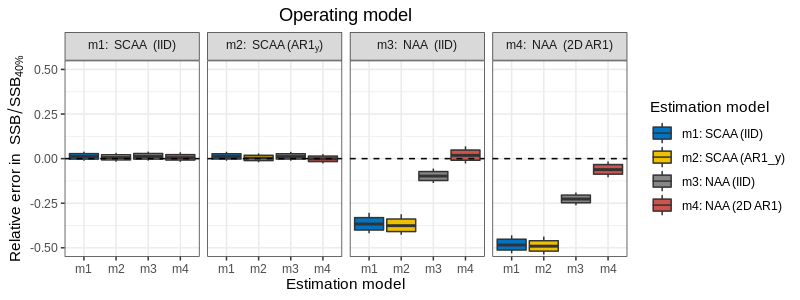 Operating model
m1: SCAA (IID)
m2: SCAA (AR1y)
m3: NAA (IID)
m4: NAA (2D AR1)
Relative error in SSB/SSB40%
0.50
0.25
0.00
-0.25
-0.50
m1 m2 m3 m4
m1 m2 m3 m4
m1 m2 m3 m4
m1 m2 m3 m4
Estimation model
Estimation model
m1: SCAA (IID)
m2: SCAA (AR1_y)
m3: NAA (IID)
m4: NAA (2D AR1)